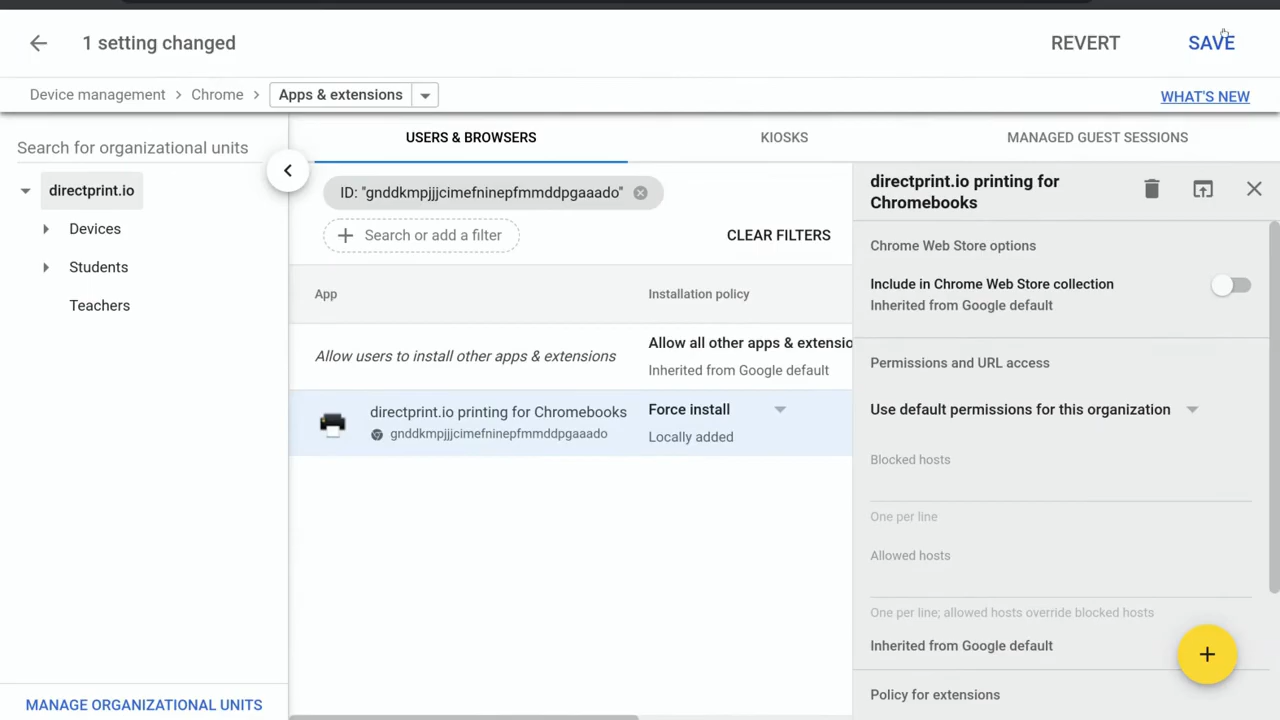 1 setting changed
REVERT
SAVE
Device management > Chrome > Apps & extensions
WHAT'S NEW
Search for organizational units
directprint.io
Devices
Students
Teachers
MANAGE ORGANIZATIONAL UNITS
USERS & BROWSERS
KIOSKS
MANAGED GUEST SESSIONS
ID: "gnddkmpjjjcimefninepfmmddpgaaado"
+ Search or add a filter
CLEAR FILTERS
App
Installation policy
Allow users to install other apps & extensions
Allow all other apps & extensio
Inherited from Google default
directprint.io printing for Chromebooks
gnddkmpjjjcimefninepfmmddpgaaado
Force install
Locally added
directprint.io printing for
Chromebooks
Chrome Web Store options
Include in Chrome Web Store collection
Inherited from Google default
Permissions and URL access
Use default permissions for this organization
Blocked hosts
One per line
Allowed hosts
One per line; allowed hosts override blocked hosts
Inherited from Google default
+
Policy for extensions